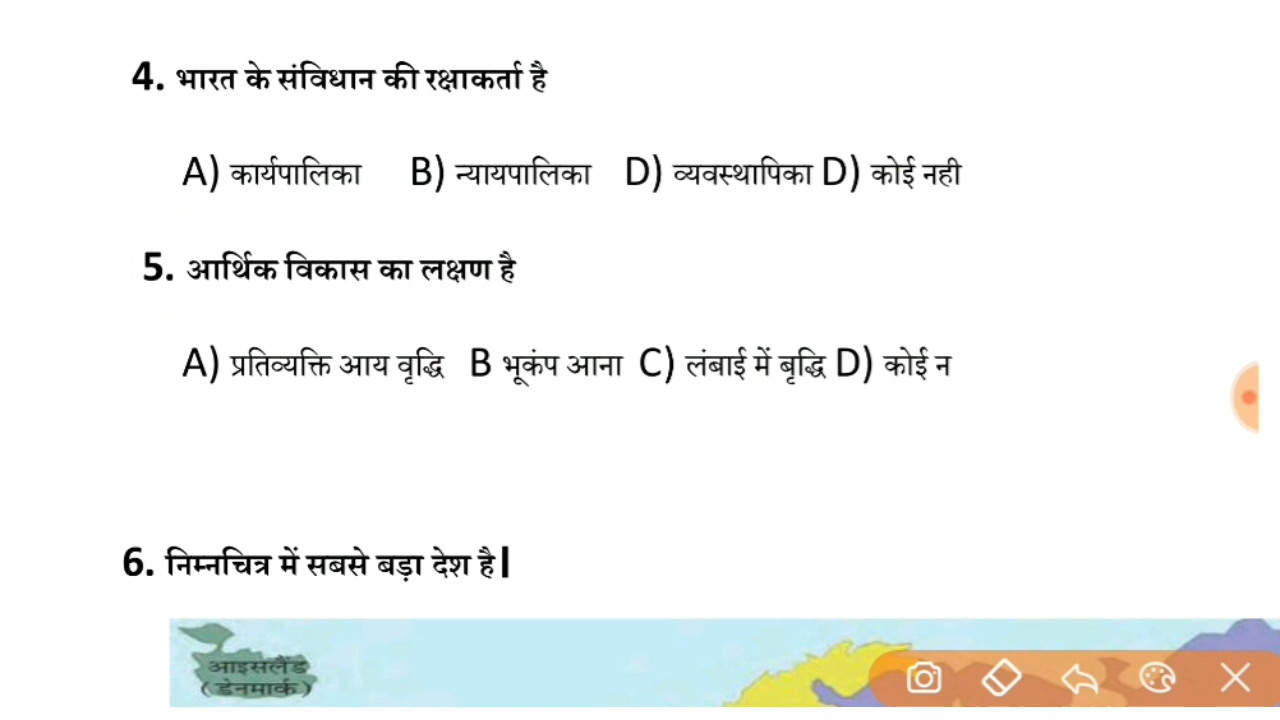 4. भारत के संविधान की रक्षाकर्ता है
A) कार्यपालिका B) न्यायपालिका D) व्यवस्थापिका D) कोई नही
5. आर्थिक विकास का लक्षण है
A) प्रतिव्यक्ति आय वृद्धि B भूकंप आना C) लंबाई में बृद्धि D) कोई न
6. निम्नचित्र में सबसे बड़ा देश है|
आइसलैंड
(डेनमार्क)